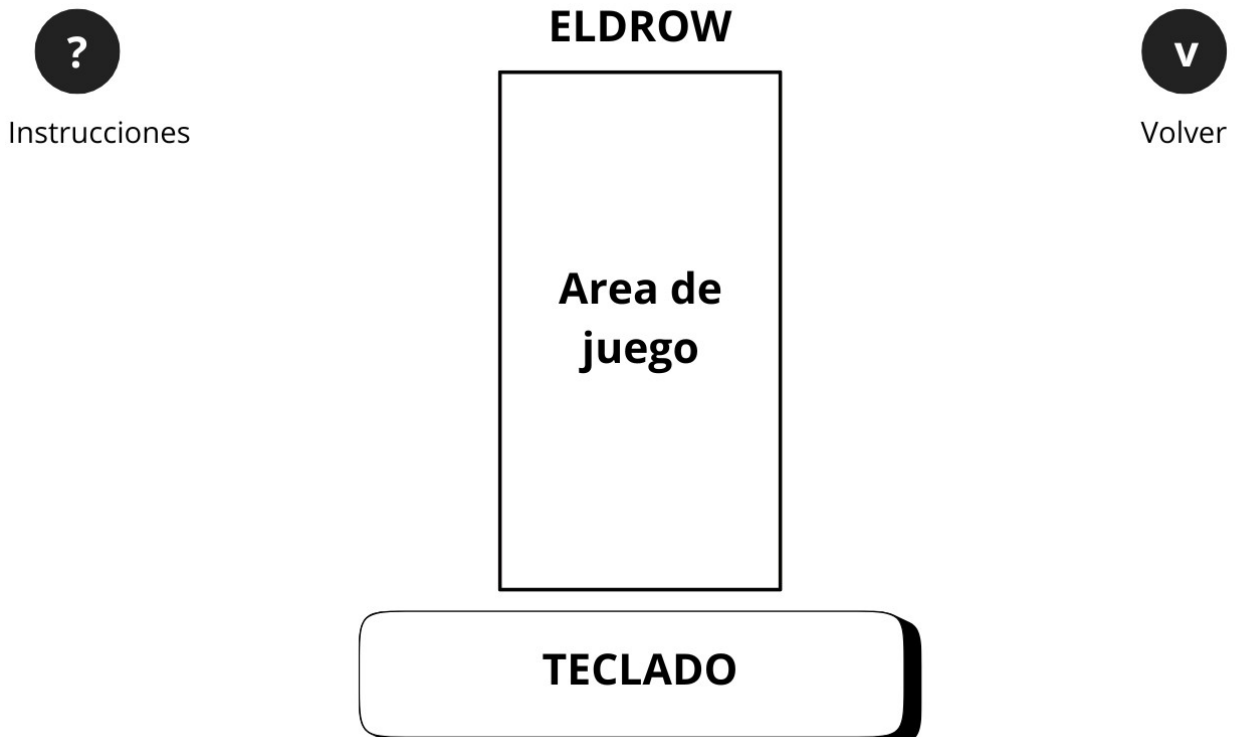 ELDROW
?
v
Instrucciones
Volver
Area de
juego
TECLADO